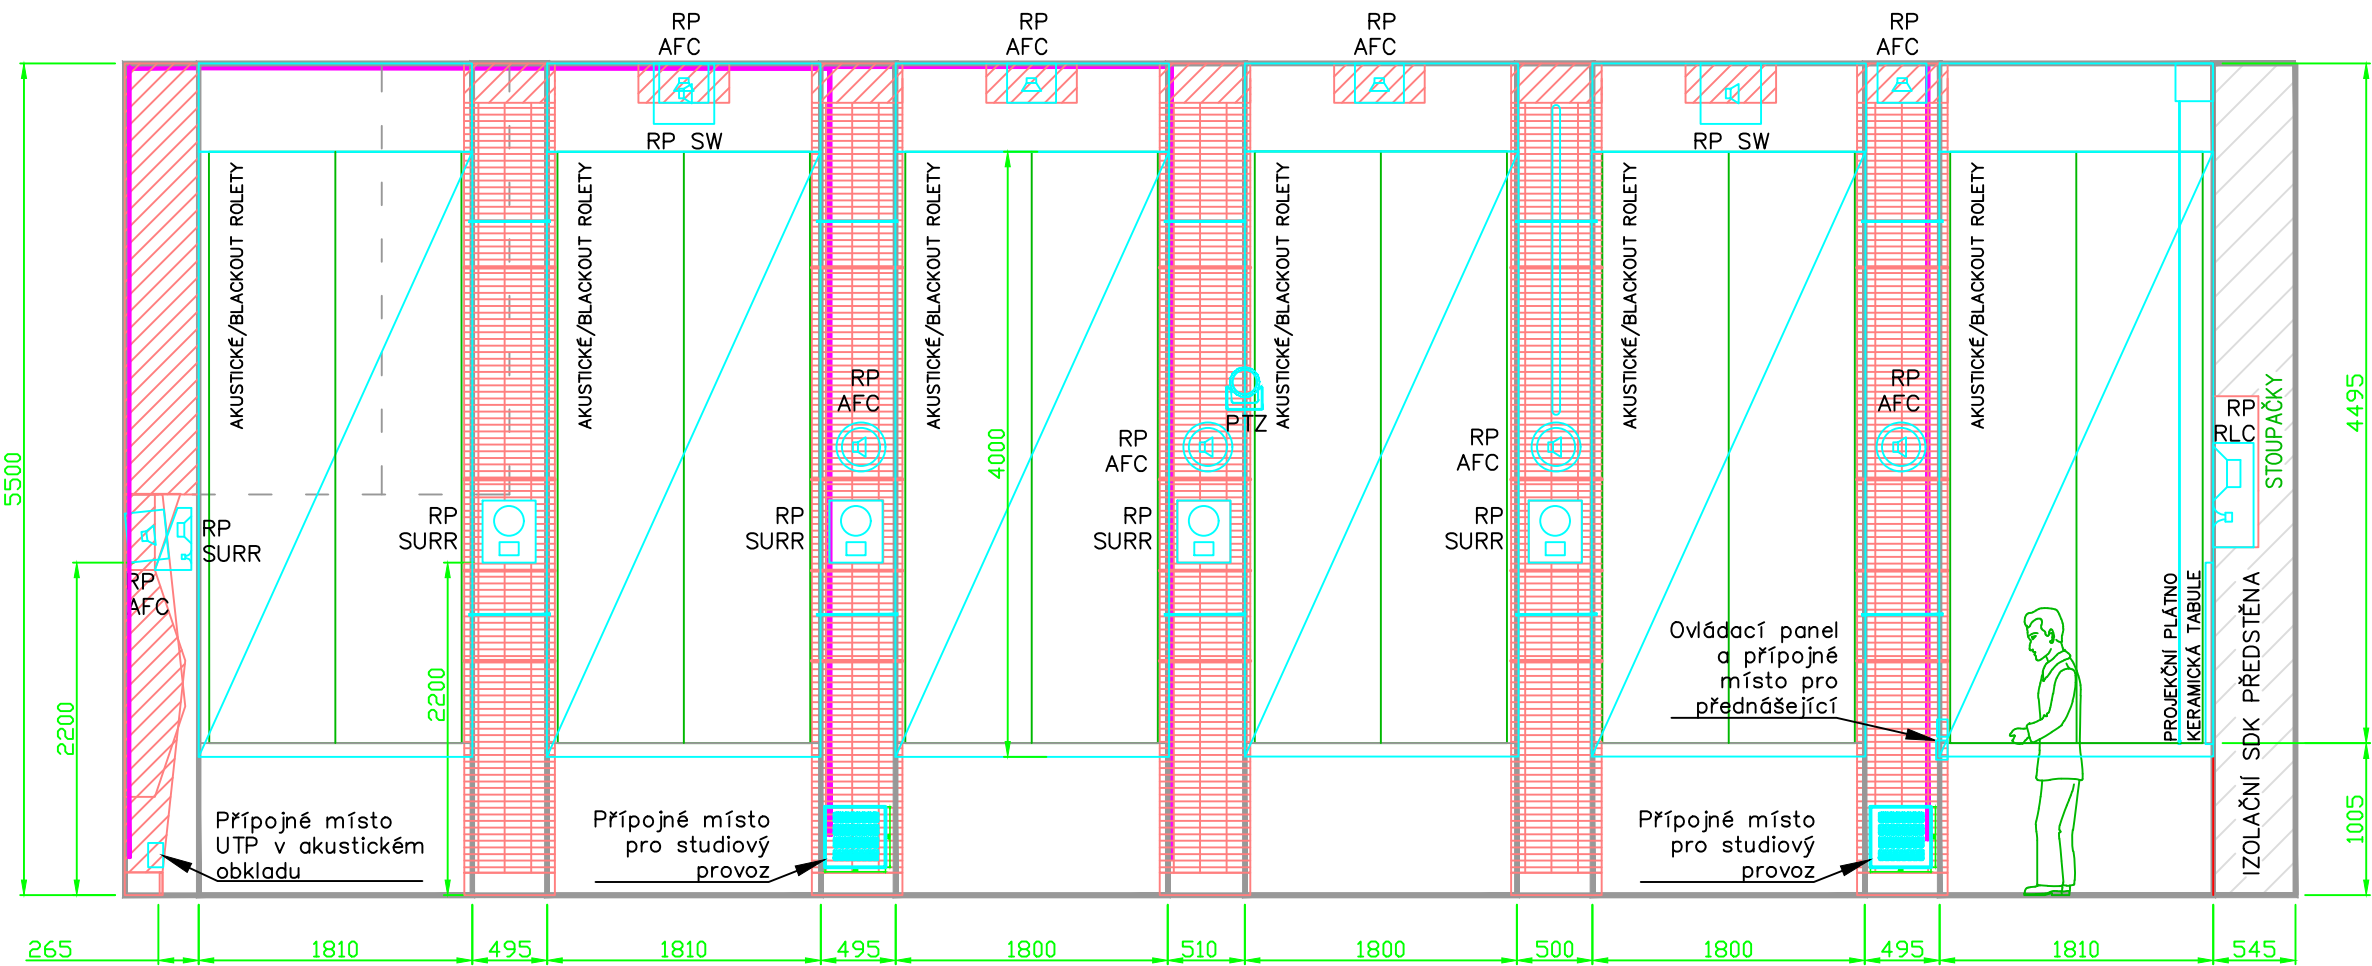 RP
AFC
RP
AFC
RP
AFC
RP
AFC
RP SW
RP SW
AKUSTICKÉ/BLACKOUT ROLETY
AKUSTICKÉ/BLACKOUT ROLETY
AKUSTICKÉ/BLACKOUT ROLETY
AKUSTICKÉ/BLACKOUT ROLETY
AKUSTICKÉ/BLACKOUT ROLETY
AKUSTICKÉ/BLACKOUT ROLETY
RP
AFC
RP
AFC
PTZ
RP
AFC
RP
AFC
RP
RLC
STOUPAČKY
4495
5500
4000
RP
SURR
RP
SURR
RP
SURR
RP
SURR
RP
SURR
RP
AFC
2200
2200
Ovládací panel
a přípojné
místo pro
přednášející
PROJEKČNÍ PLÁTNO
KERAMICKÁ TABULE
IZOLAČNÍ SDK PŘEDSTĚNA
1005
Přípojné místo
UTP v akustickém
obkladu
Přípojné místo
pro studiový
provoz
Přípojné místo
pro studiový
provoz
265
1810
495
1810
495
1800
510
1800
500
1800
495
1810
545